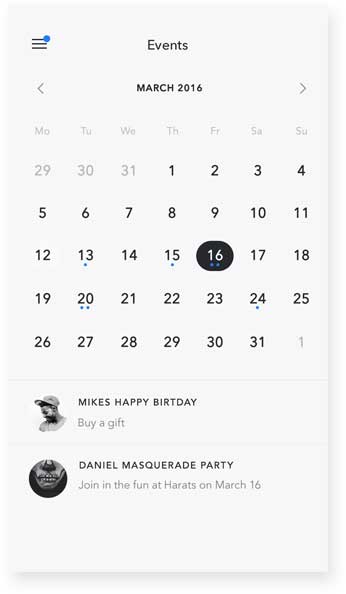 Events
MARCH 2016
Mo Tu We Th Fr Sa Su
29 30 31 1 2 3 4
5 6 7 8 9 10 11
12 13 14 15 16 17 18
19 20 21 22 23 24 25
26 27 28 29 30 31 1
MIKES HAPPY BIRTDAY
Buy a gift
DANIEL MASQUERADE PARTY
Join in the fun at Harats on March 16